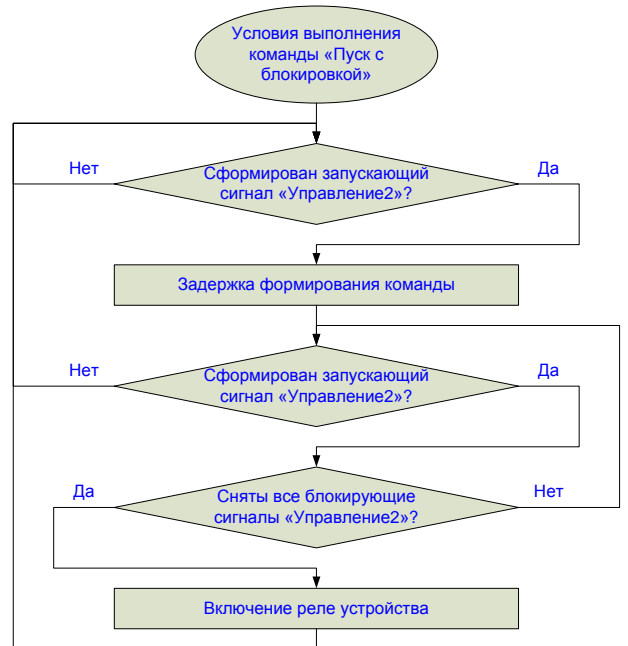 Условия выполнения
команды «Пуск с
блокировкой»
Нет
Сформирован запускающий
сигнал «Управление2»?
Да
Задержка формирования команды
Нет
Сформирован запускающий
сигнал «Управление2»?
Да
Да
Сняты все блокирующие
сигналы «Управление2»?
Нет
Включение реле устройства